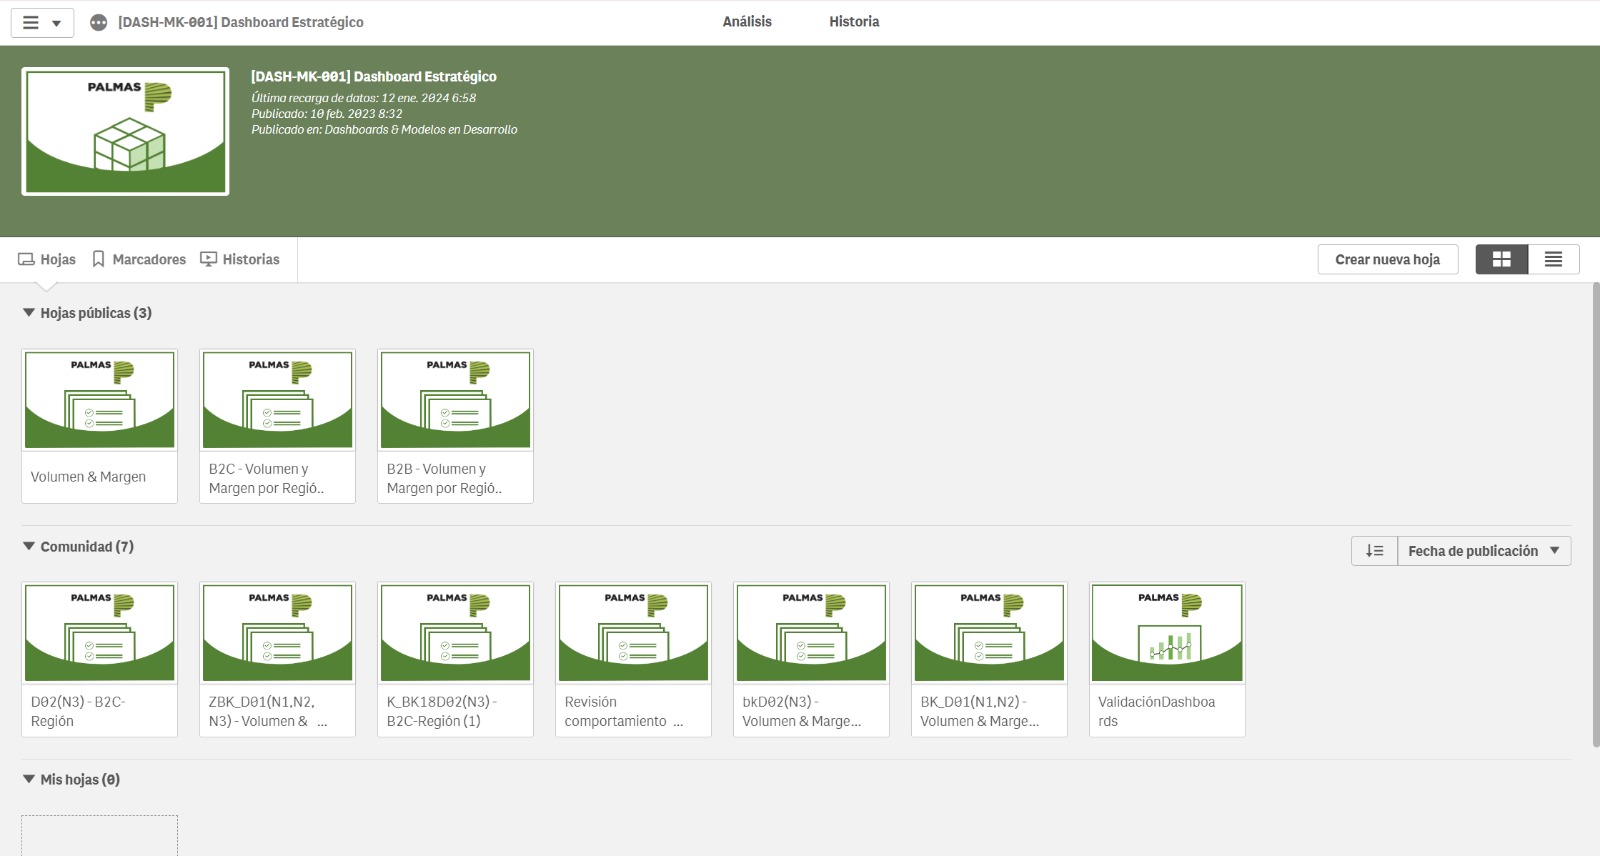 [DASH-MK-001] Dashboard Estratégico
Análisis
Historia
PALMAS
[DASH-MK-001] Dashboard Estratégico
Última recarga de datos: 12 ene. 2024 6:58
Publicado: 10 feb. 2023 8:32
Publicado en: Dashboards & Modelos en Desarrollo
Hojas
Marcadores
Historias
Crear nueva hoja
Hojas públicas (3)
PALMAS
PALMAS
PALMAS
Volumen & Margen
B2C - Volumen y
Margen por Regió..
B2B - Volumen y
Margen por Regió..
Comunidad (7)
Fecha de publicación
PALMAS
PALMAS
PALMAS
PALMAS
PALMAS
PALMAS
PALMAS
D02(N3) - B2C-
Región
ZBK_D01(N1,N2,
N3) - Volumen & ...
K_BK18D02(N3) -
B2C-Región (1)
Revisión
comportamiento ...
bkD02(N3) -
Volumen & Marge...
BK_D01(N1,N2) -
Volumen & Marge...
ValidaciónDashboa
rds
Mis hojas (0)